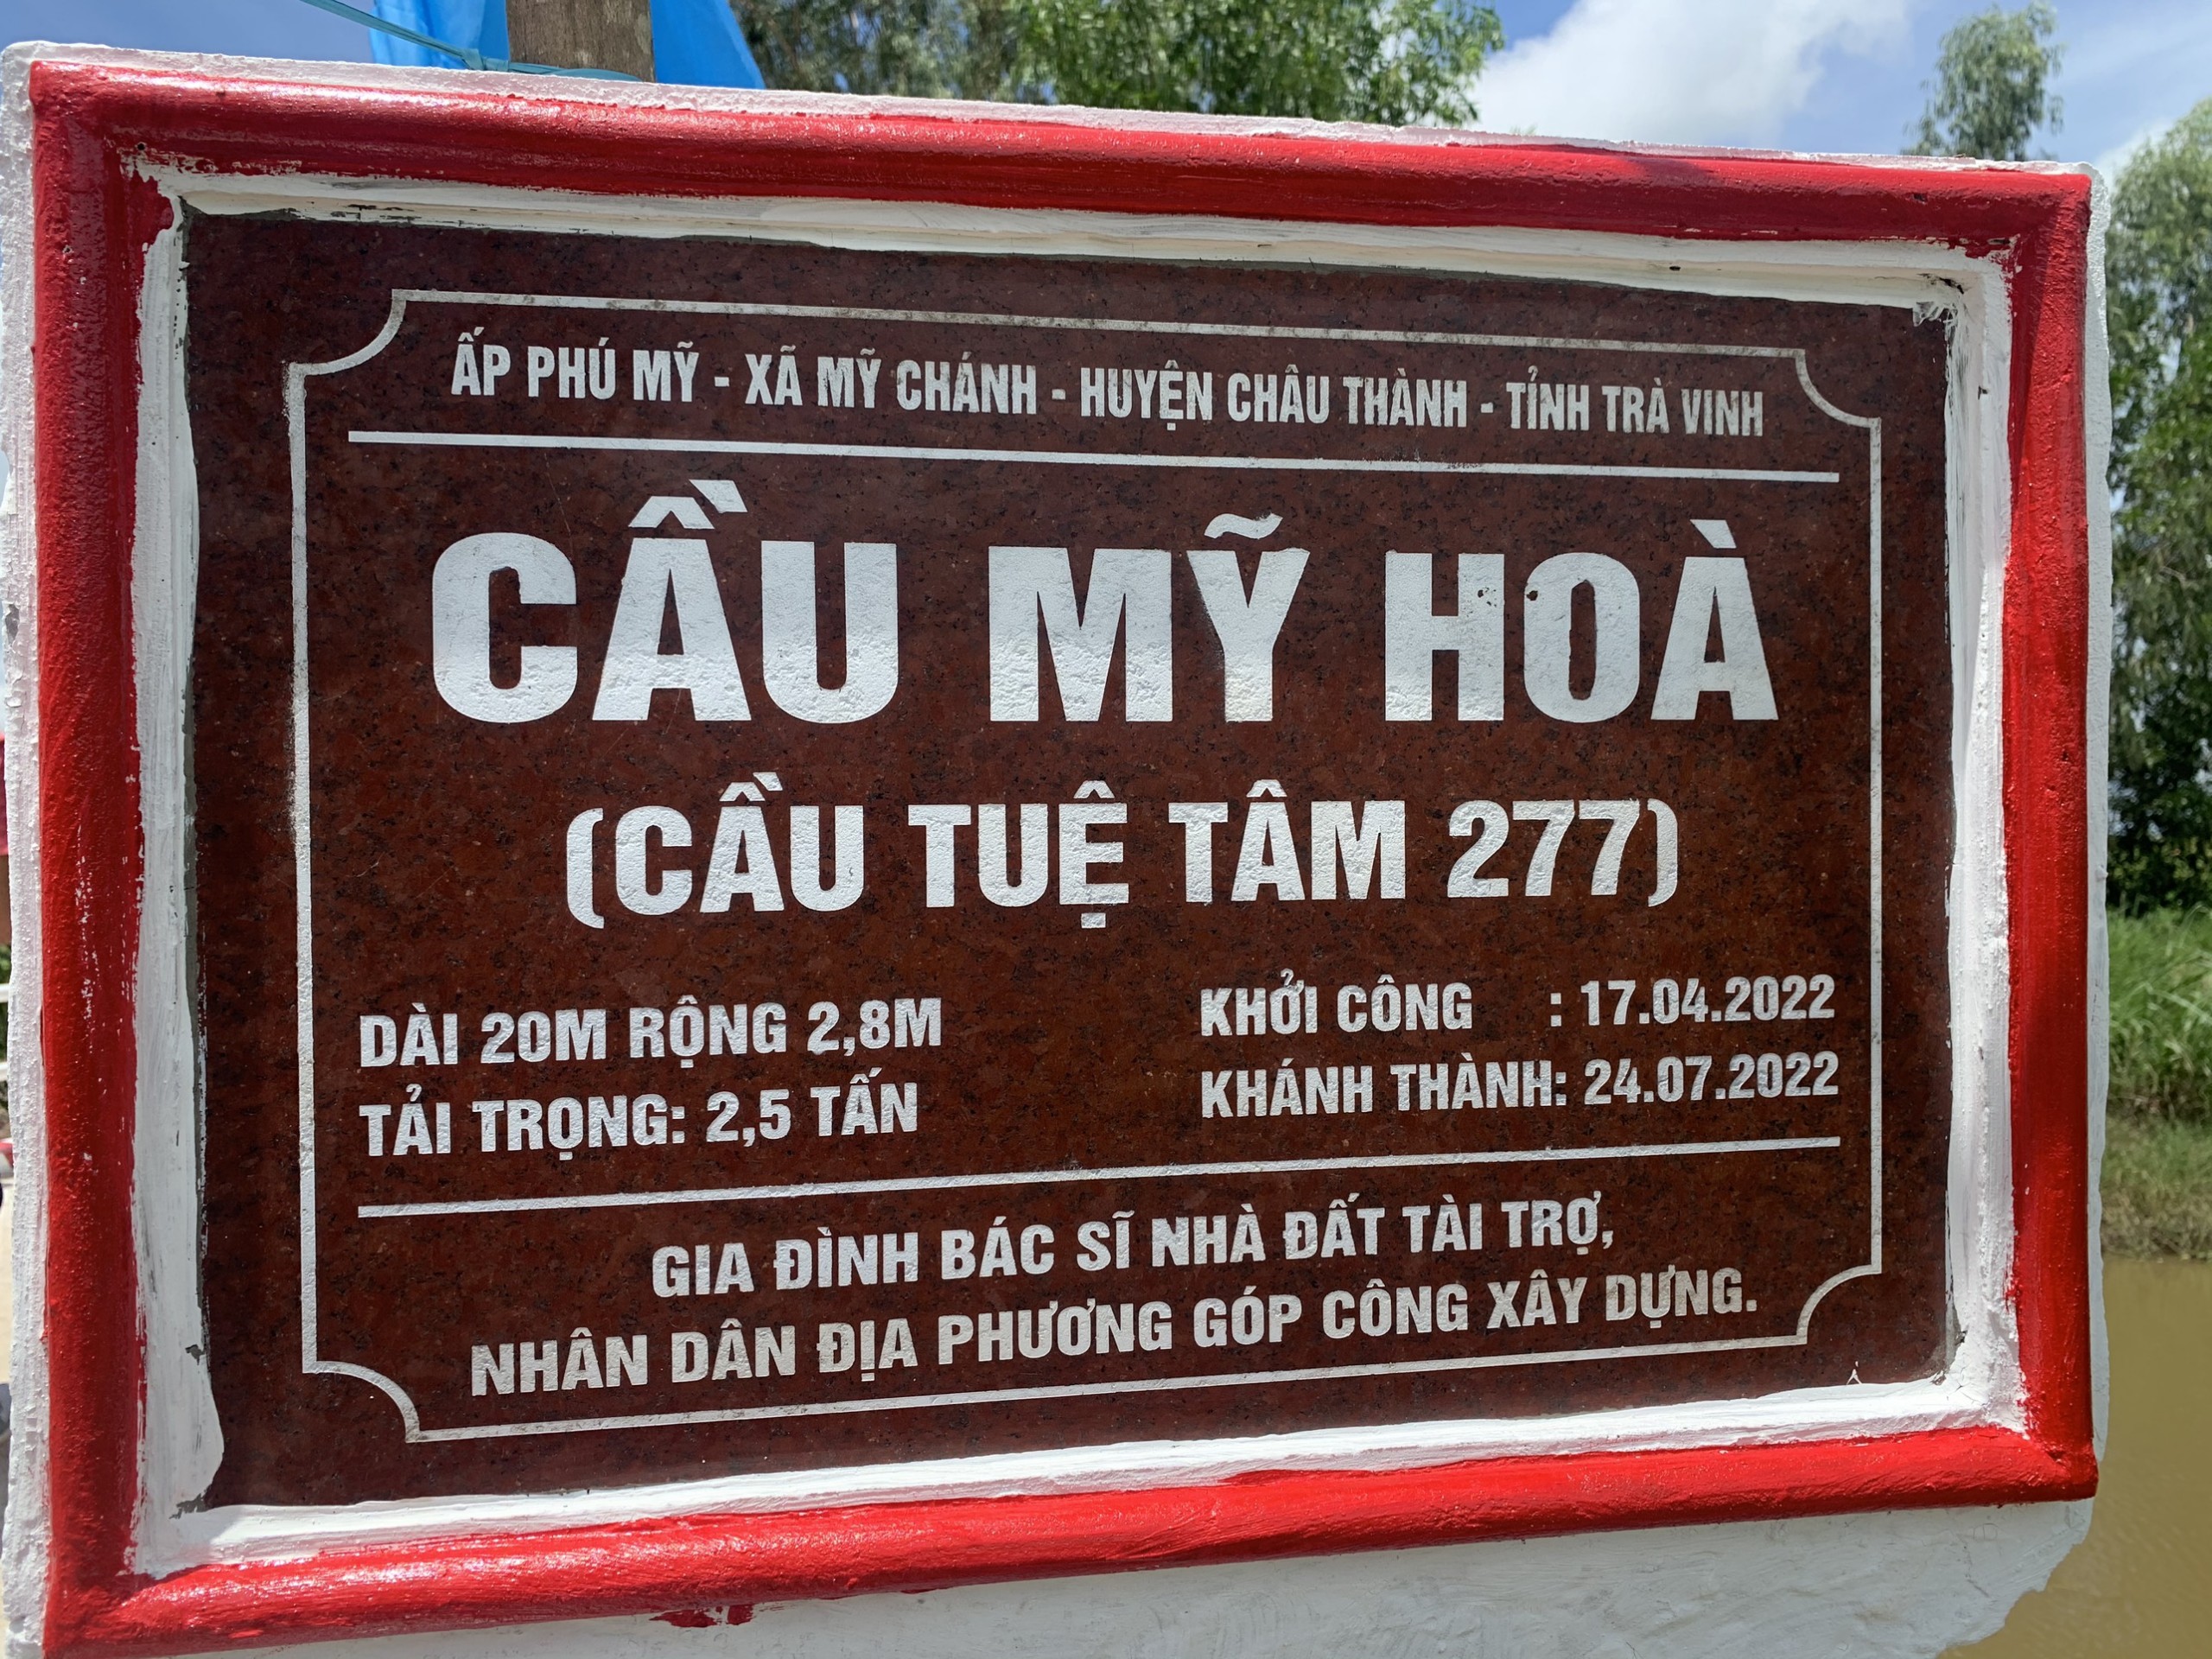 ẤP PHÚ MỸ - XÃ MỸ CHÁNH - HUYỆN CHÂU THÀNH - TỈNH TRÀ VINH
CẦU MỸ HOÀ
(CẦU TUỆ TÂM 277)
DÀI 20M RỘNG 2,8M
TẢI TRỌNG: 2,5 TẤN
KHỞI CÔNG : 17.04.2022
KHÁNH THÀNH: 24.07.2022
GIA ĐÌNH BÁC SĨ NHÀ ĐẤT TÀI TRỢ,
NHÂN DÂN ĐỊA PHƯƠNG GÓP CÔNG XÂY DỰNG.